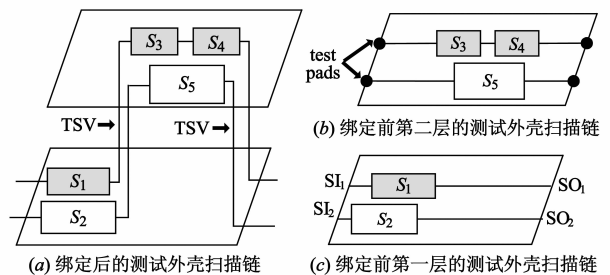 S3 S4
S5
TSV TSV
S1
S2
(a) 绑定后的测试外壳扫描链
test
pads
S3 S4
S5
(b) 绑定前第二层的测试外壳扫描链
SI1 S1 SO1
SI2 S2 SO2
(c) 绑定前第一层的测试外壳扫描链